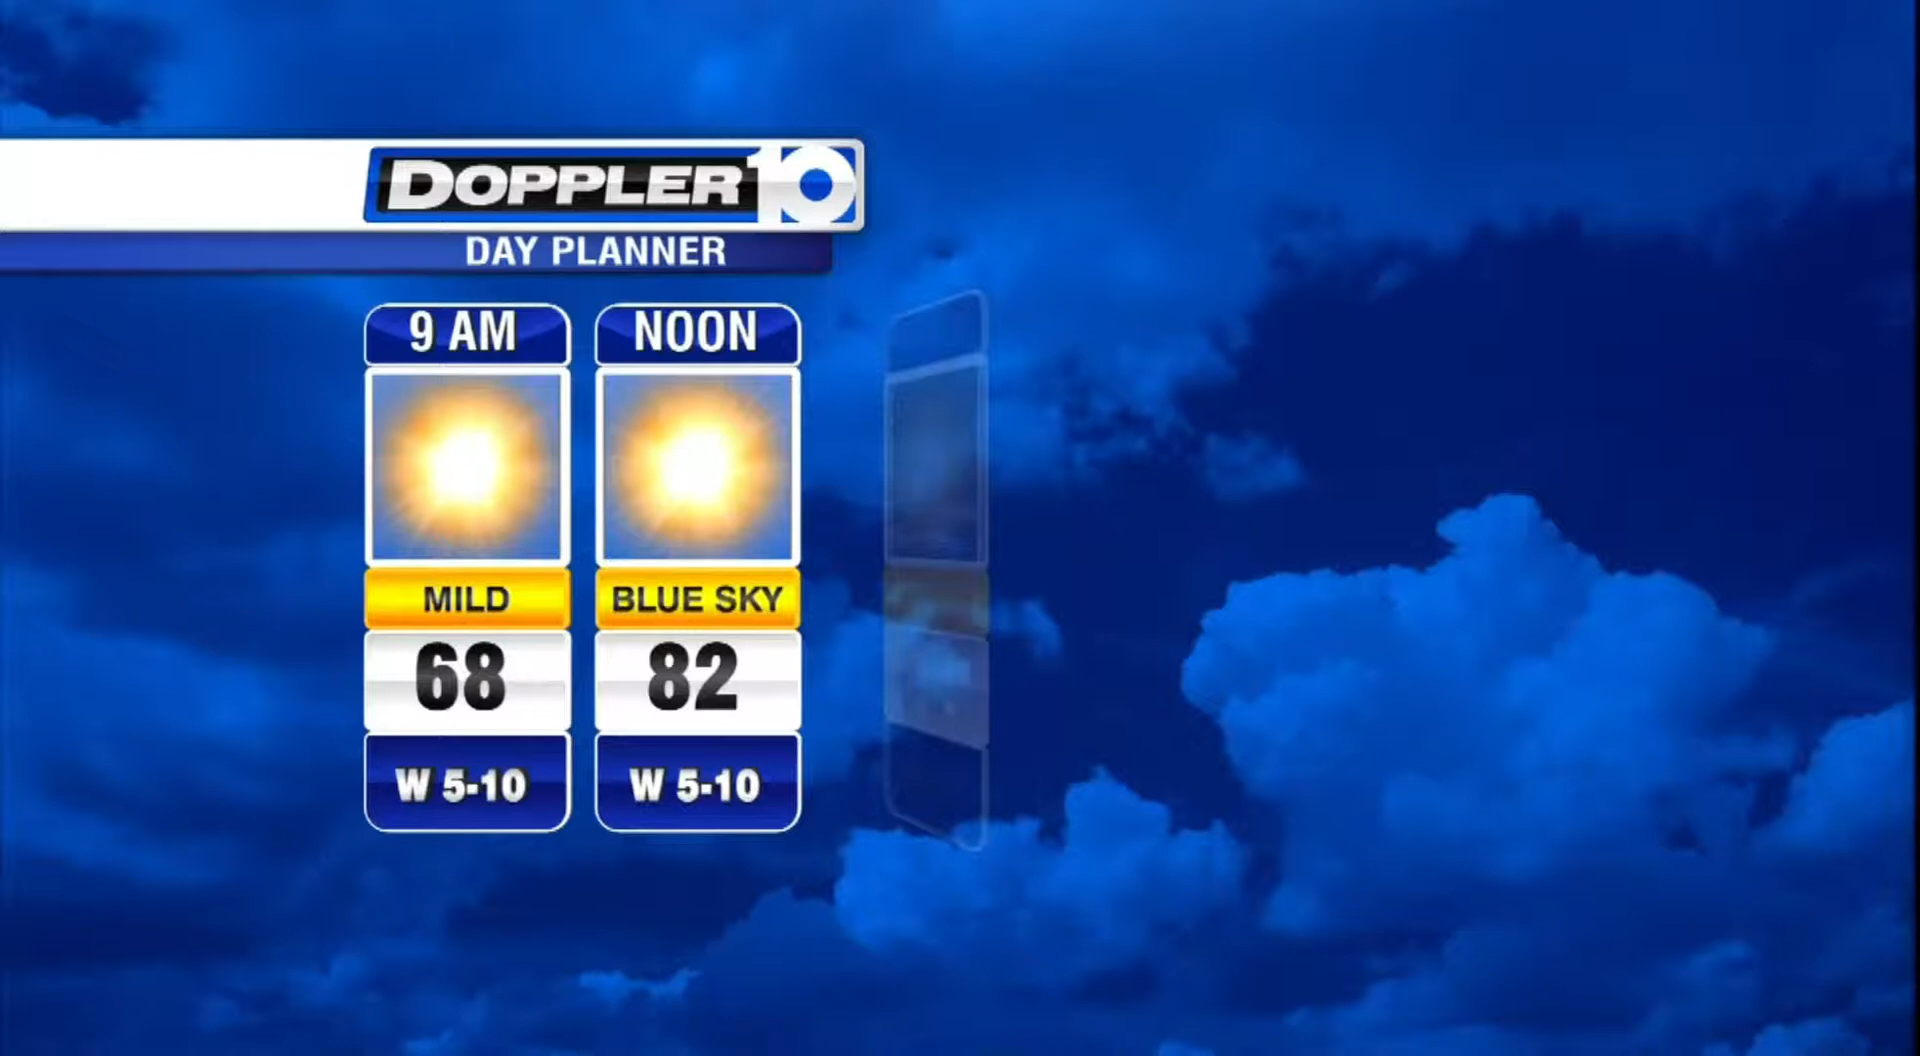 DOPPLER 10
DAY PLANNER
9 AM
NOON
MILD
BLUE SKY
68
82
W 5-10
W 5-10